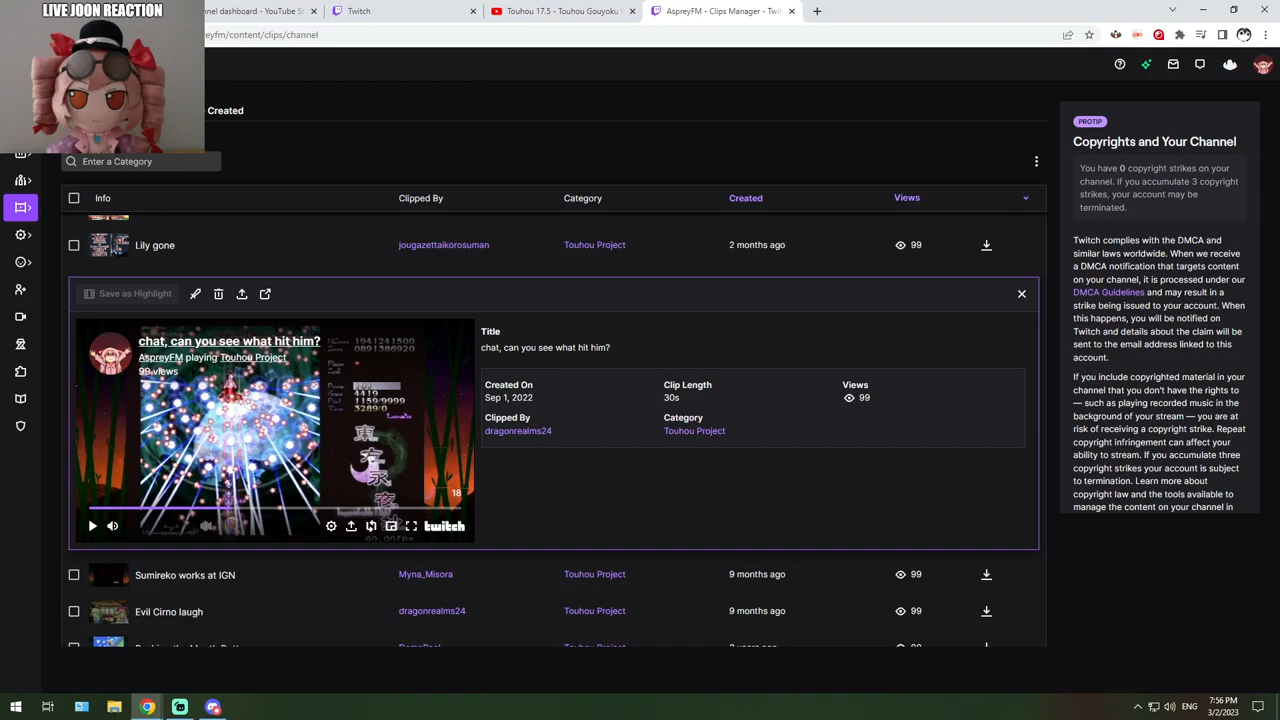 LIVE JOON REACTION
nnel dashboard - YouTube St
Twitch
Touhou 17.5 - Touhou Gouyoku
AspreyFM - Clips Manager - Twit
eyfm/content/clips/channel
Created
Enter a Category
Info
Clipped By
Category
Created
Views
Lily gone
jougazettaikorosuman
Touhou Project
2 months ago
99
Save as Highlight
chat, can you see what hit him?
AspreyFM playing Touhou Project
99 views
1941241500
0891386920
Player
Power
4419
3289/0
東方永夜
18
60.00fps
twitch
Title
chat, can you see what hit him?
Created On
Clip Length
Views
Sep 1, 2022
30s
99
Clipped By
Category
dragonrealms24
Touhou Project
Sumireko works at IGN
Myna_Misora
Touhou Project
9 months ago
99
Evil Cirno laugh
dragonrealms24
Touhou Project
9 months ago
99
PROTIP
Copyrights and Your Channel
You have 0 copyright strikes on
your channel. If you accumulate 3 copyright
strikes, your account may be
terminated.
Twitch complies with the DMCA and
similar laws worldwide. When we receive
a DMCA notification that targets content
on your channel, it is processed under our
DMCA Guidelines and may result in a
strike being issued to your account. When
this happens, you will be notified on
Twitch and details about the claim will be
sent to the email address linked to this
account.
If you include copyrighted material in your
channel that you don't have the rights to
— such as playing recorded music in the
background of your stream — you are at
risk of receiving a copyright strike. Repeat
copyright infringement can affect your
ability to stream. If you accumulate three
copyright strikes your account is subject
to termination. Learn more about
copyright law and the tools available to
manage the content on your channel in
ENG
7:56 PM
3/2/2023